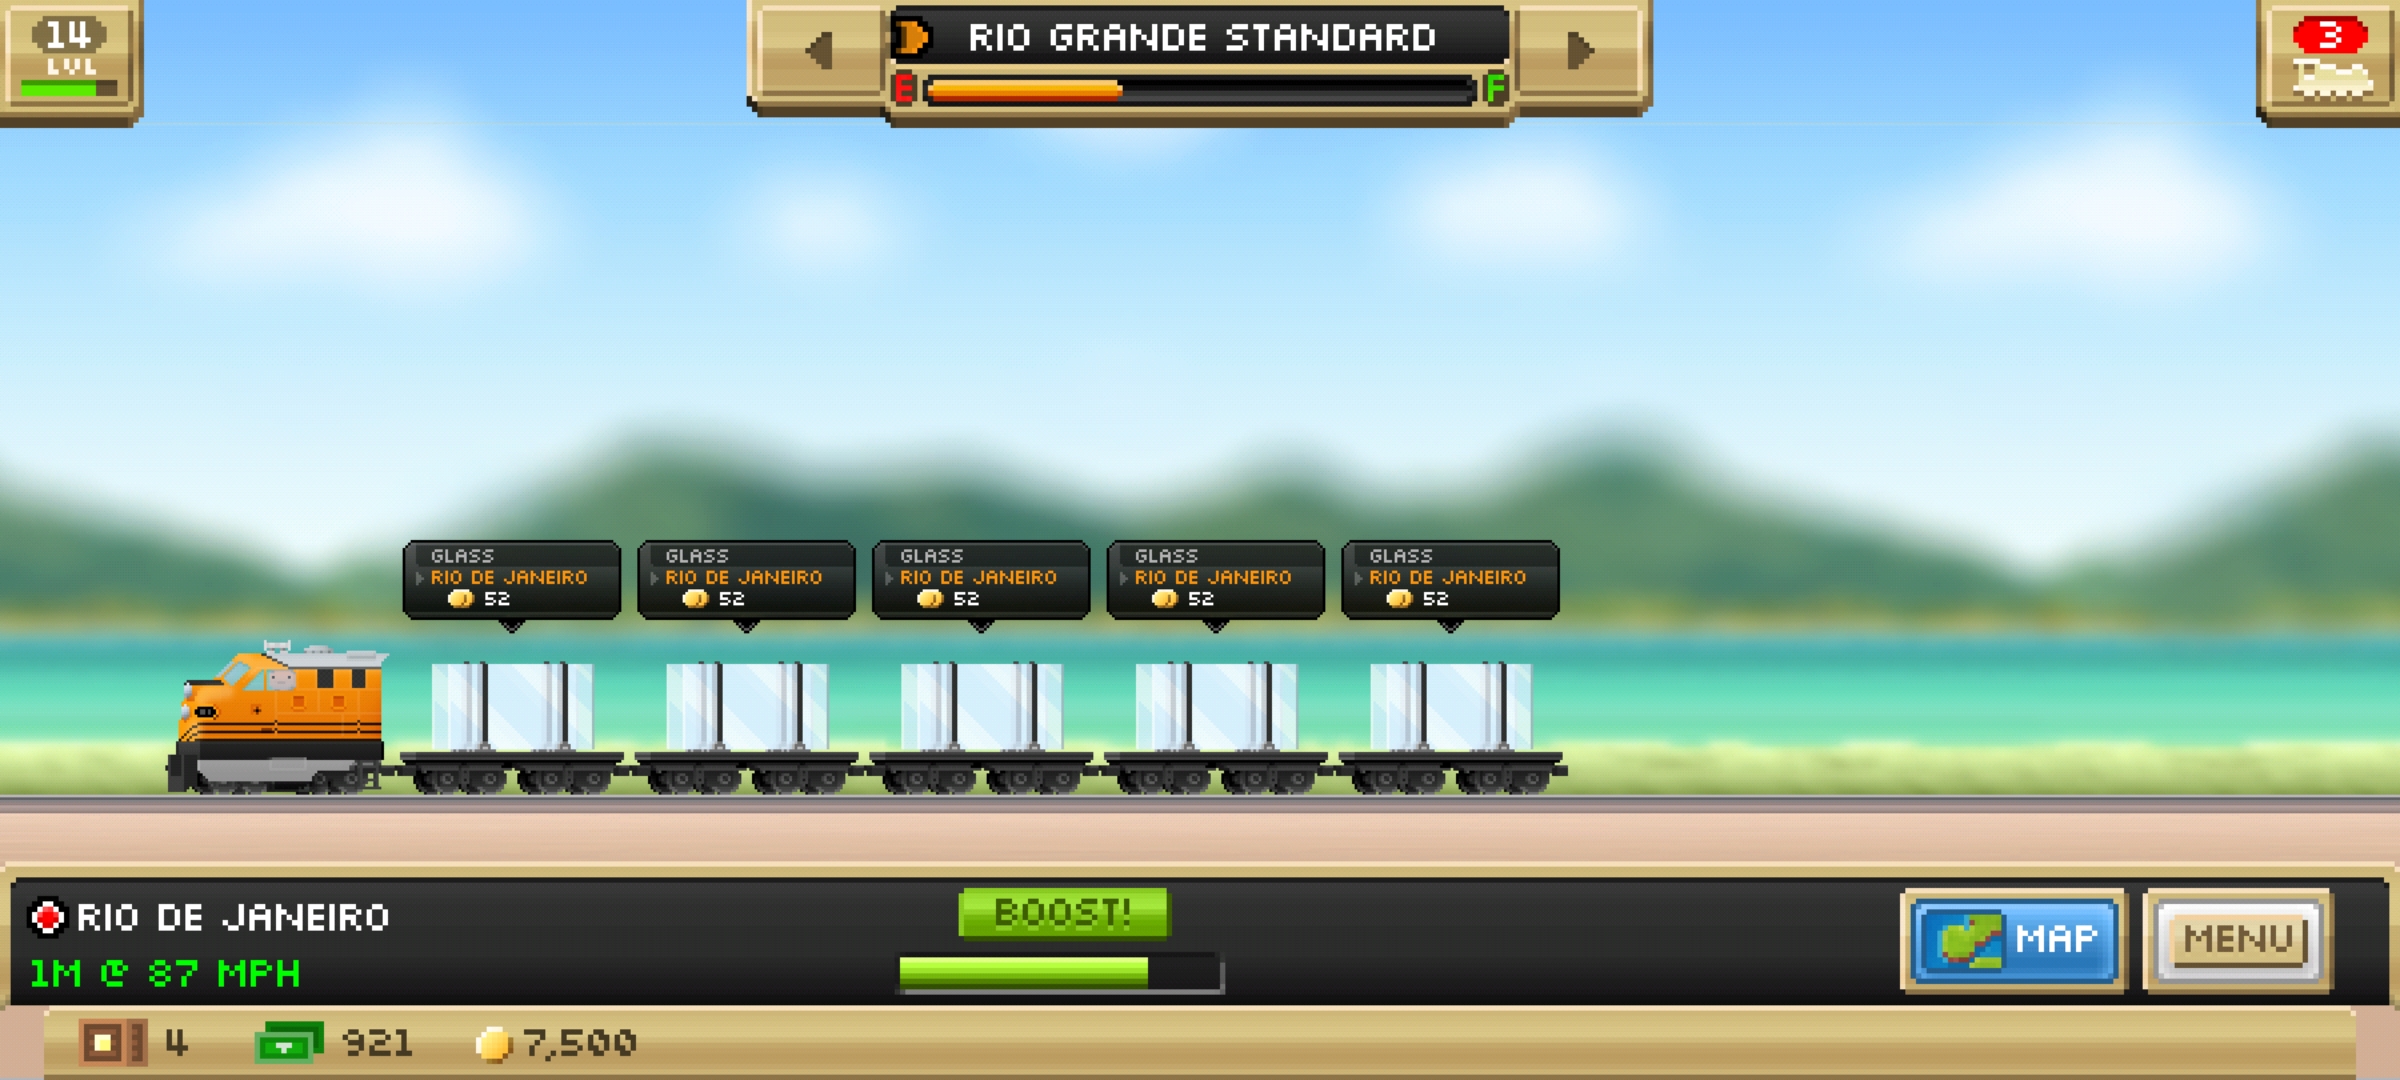 14
LVL
RIO GRANDE STANDARD
E F
3
GLASS
RIO DE JANEIRO
52
GLASS
RIO DE JANEIRO
52
GLASS
RIO DE JANEIRO
52
GLASS
RIO DE JANEIRO
52
GLASS
RIO DE JANEIRO
52
RIO DE JANEIRO
1M @ 87 MPH
BOOST!
MAP
MENU
4
921
7,500